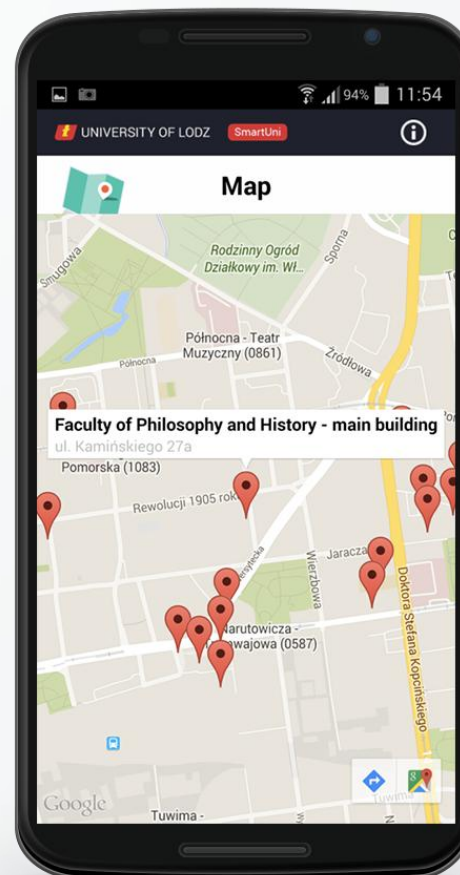 94% 11:54
UNIVERSITY OF LODZ SmartUni
Map
Rodzinny Ogród
Działkowy im. Wł...
Sporna
Smugowa
Północna - Teatr
Muzyczny (0861)
Źródłowa
Północna
Faculty of Philosophy and History - main building
ul. Kamińskiego 27a
Pomorska (1083)
Rewolucji 1905 roku
Jaracza
Wierzbowa
Doktora Stefana Kopcińskiego
Narutowicza -
(0587)
Google
Tuwima -
Tuwima